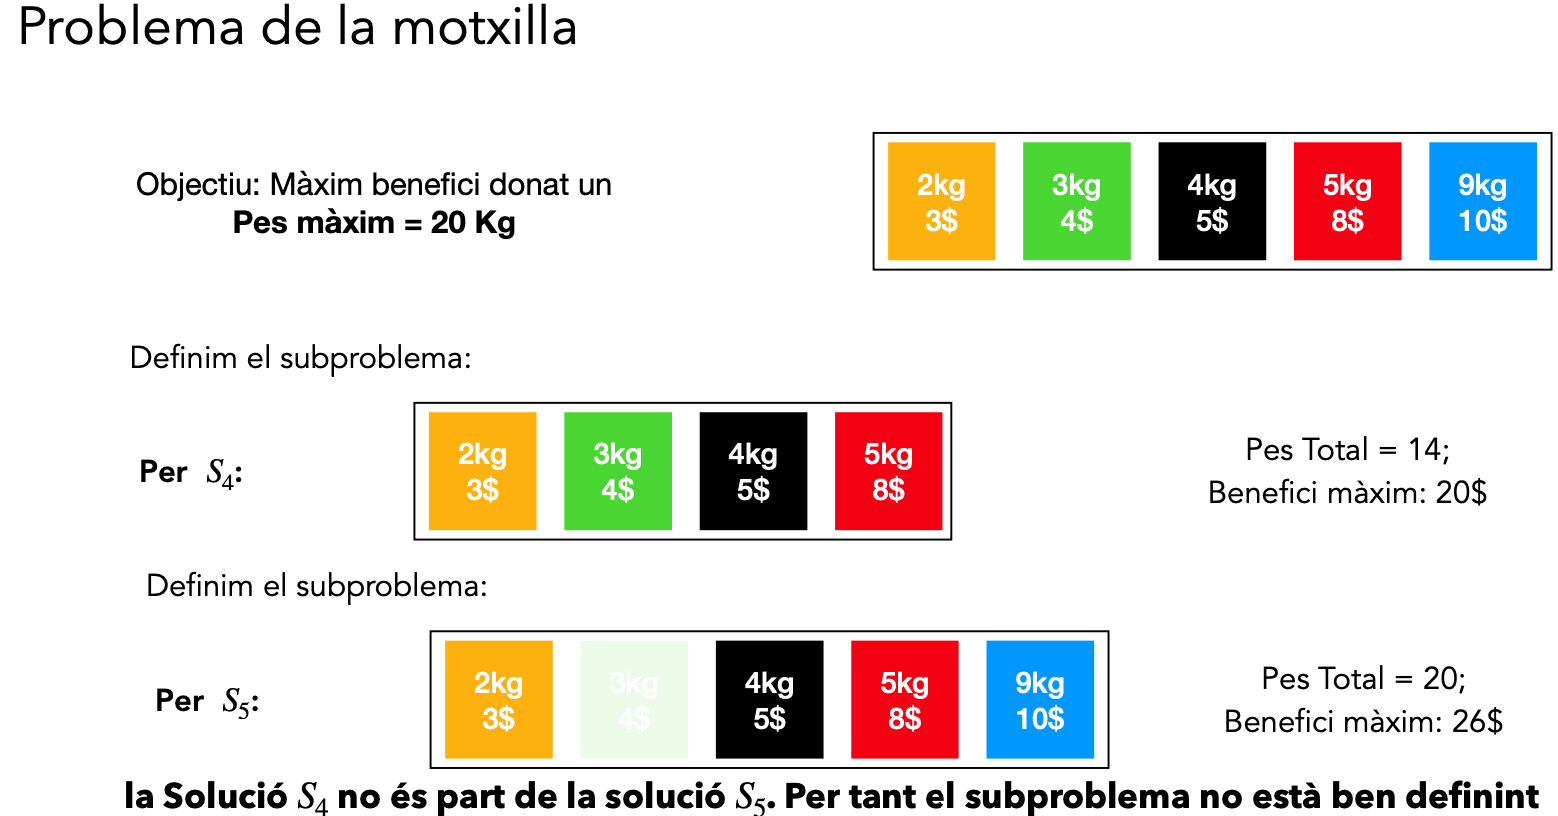 Problema de la motxilla
Objectiu: Màxim benefici donat un
Pes màxim = 20 Kg
2kg 3kg 4kg 5kg 9kg
3$ 4$ 5$ 8$ 10$
Definim el subproblema:
Per S4:
2kg 3kg 4kg 5kg
3$ 4$ 5$ 8$
Pes Total = 14;
Benefici màxim: 20$
Definim el subproblema:
Per S5:
2kg 3kg 4kg 5kg 9kg
3$ 4$ 5$ 8$ 10$
Pes Total = 20;
Benefici màxim: 26$
la Solució S4 no és part de la solució S5. Per tant el subproblema no està ben definint